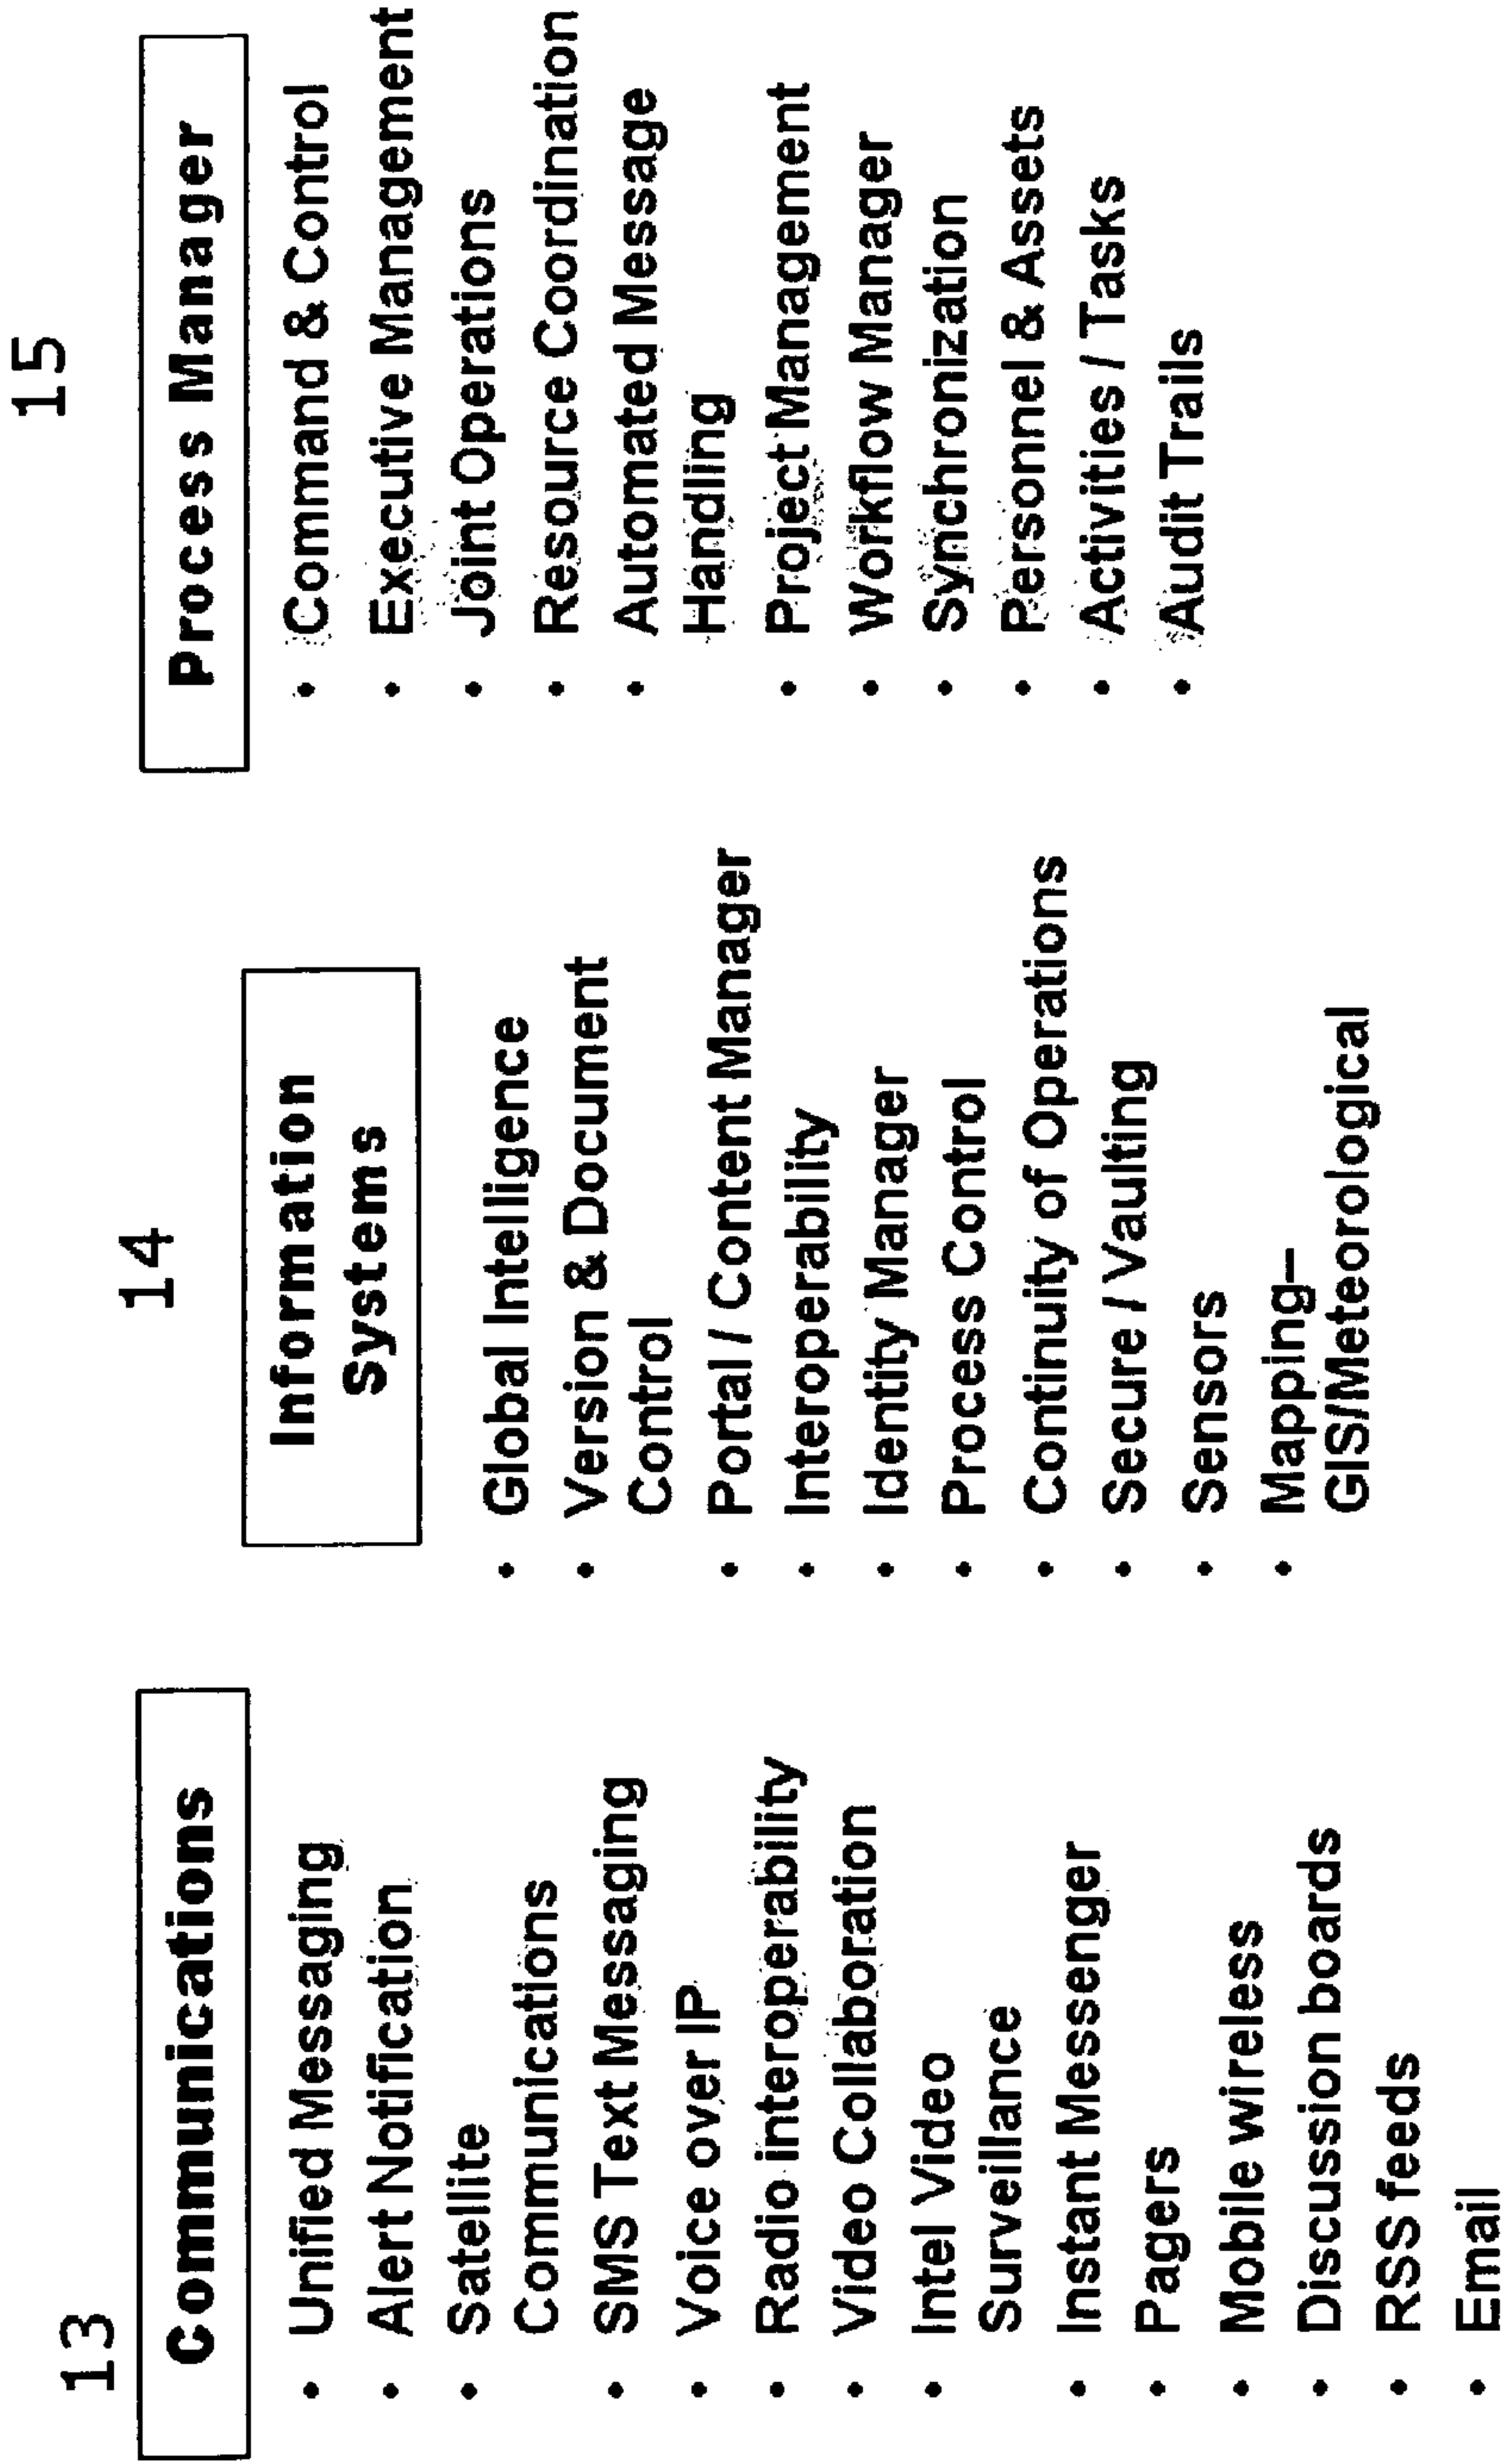 13
Communications
• Unified Messaging
• Alert Notification
• Satellite
Communications
• SMS Text Messaging
• Voice over IP
• Radio interoperability
• Video Collaboration
• Intel Video
Surveillance
• Instant Messenger
• Pagers
• Mobile wireless
• Discussion boards
• RSS feeds
• Email
14
Information
Systems
• Global Intelligence
• Version & Document
Control
• Portal / Content Manager
• Interoperability
• Identity Manager
• Process Control
• Continuity of Operations
• Secure / Vaulting
• Sensors
• Mapping–
GIS/Meteorological
15
Process Manager
• Command & Control
• Executive Management
• Joint Operations
• Resource Coordination
• Automated Message
Handling
• Project Management
• Workflow Manager
• Synchronization
• Personnel & Assets
• Activities / Tasks
• Audit Trails